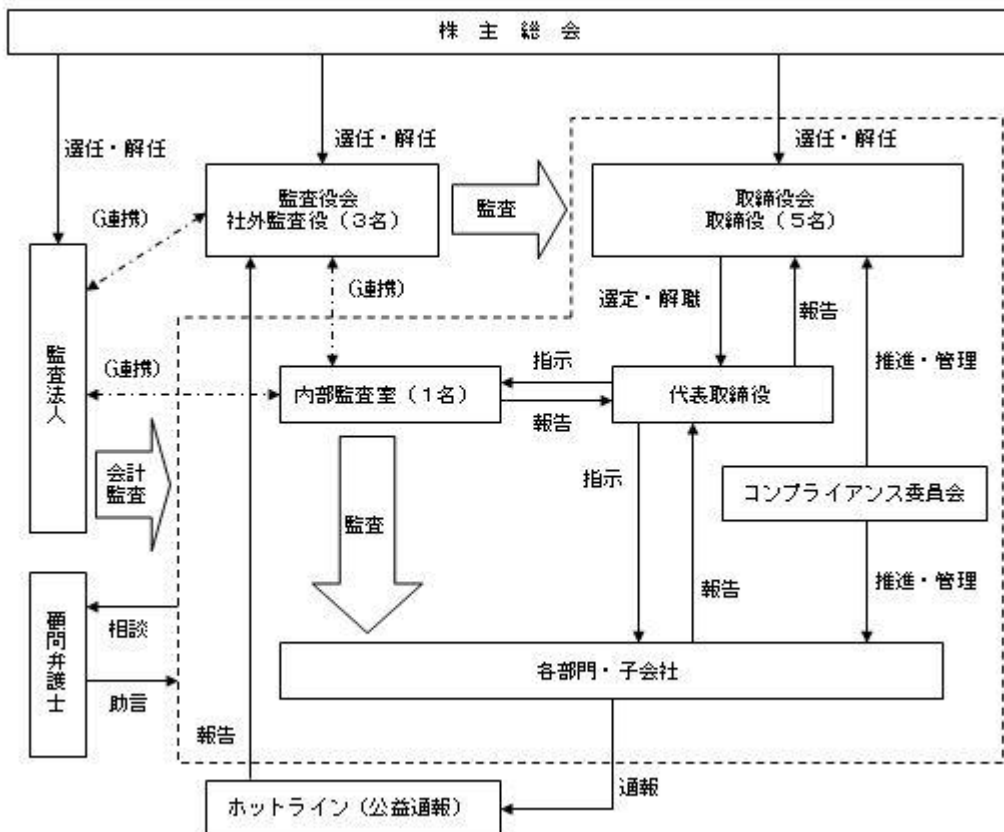 株主総会
選任・解任
選任・解任
選任・解任
監査役会
社外監査役(3名)
監査
取締役会
取締役(5名)
(連携)
(連携)
選定・解職
報告
監査法人
(連携)
指示
推進・管理
内部監査室(1名)
代表取締役
報告
会計
監査
指示
コンプライアンス委員会
監査
推進・管理
報告
顧問弁護士
相談
各部門・子会社
助言
報告
通報
ホットライン(公益通報)